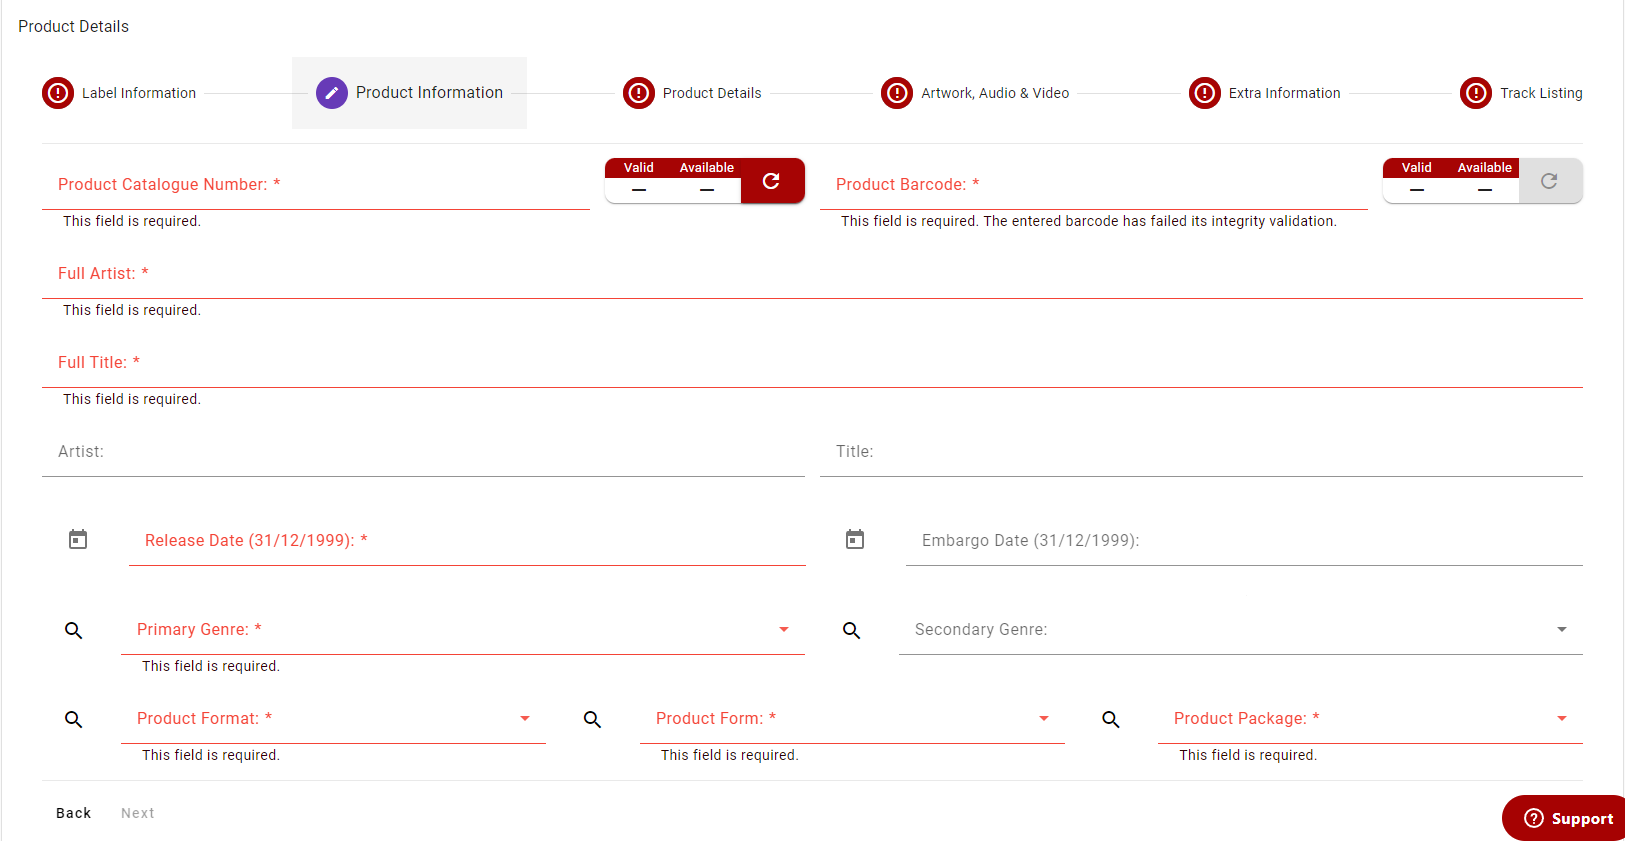 Product Details
Label Information
Product Information
Product Details
Artwork, Audio & Video
Extra Information
Track Listing
Product Catalogue Number: *
Valid Available
Product Barcode: *
Valid Available
This field is required.
This field is required. The entered barcode has failed its integrity validation.
Full Artist: *
This field is required.
Full Title: *
This field is required.
Artist:
Title:
Release Date (31/12/1999): *
Embargo Date (31/12/1999):
Primary Genre: *
Secondary Genre:
This field is required.
Product Format: *
Product Form: *
Product Package: *
This field is required.
This field is required.
This field is required.
Back
Next
Support